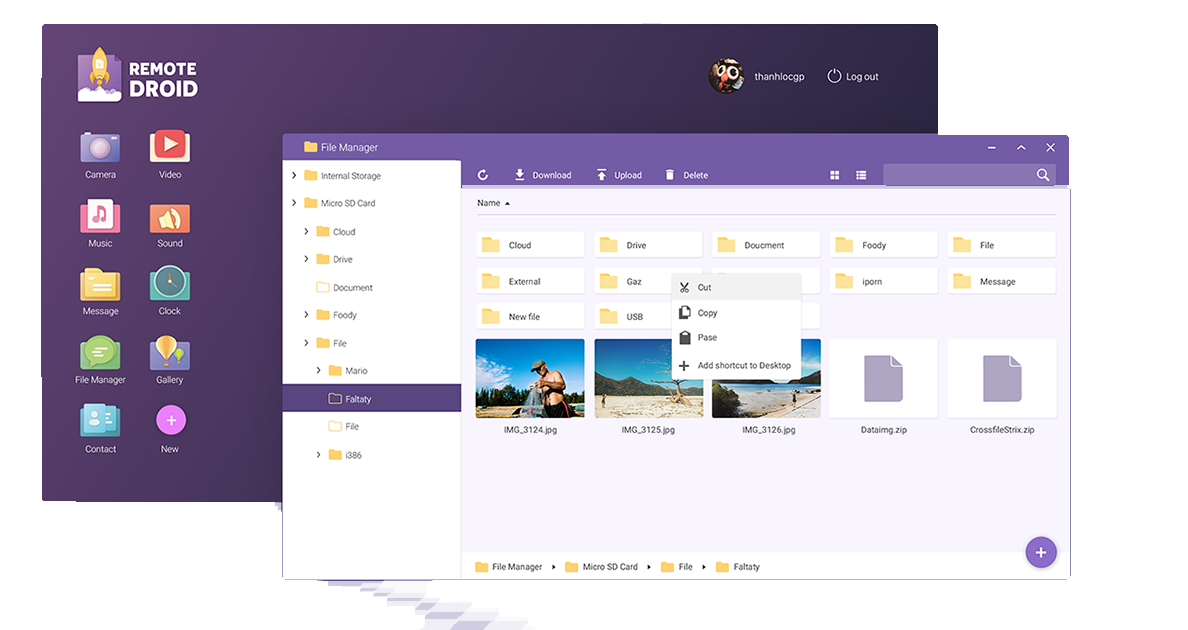 REMOTE
DROID
thanhlocgp
Log out
Camera
Video
Music
Sound
Message
Clock
File Manager
Gallery
Contact
New
File Manager
Internal Storage
Micro SD Card
Cloud
Drive
Document
Foody
File
Mario
Faltaty
File
i386
Download
Upload
Delete
Name
Cloud
Drive
Doucment
Foody
File
External
Gaz
iporn
Message
New file
USB
Cut
Copy
Pase
Add shortcut to Desktop
IMG_3124.jpg
IMG_3125.jpg
IMG_3126.jpg
Dataimg.zip
CrossfileStrix.zip
File Manager
Micro SD Card
File
Faltaty